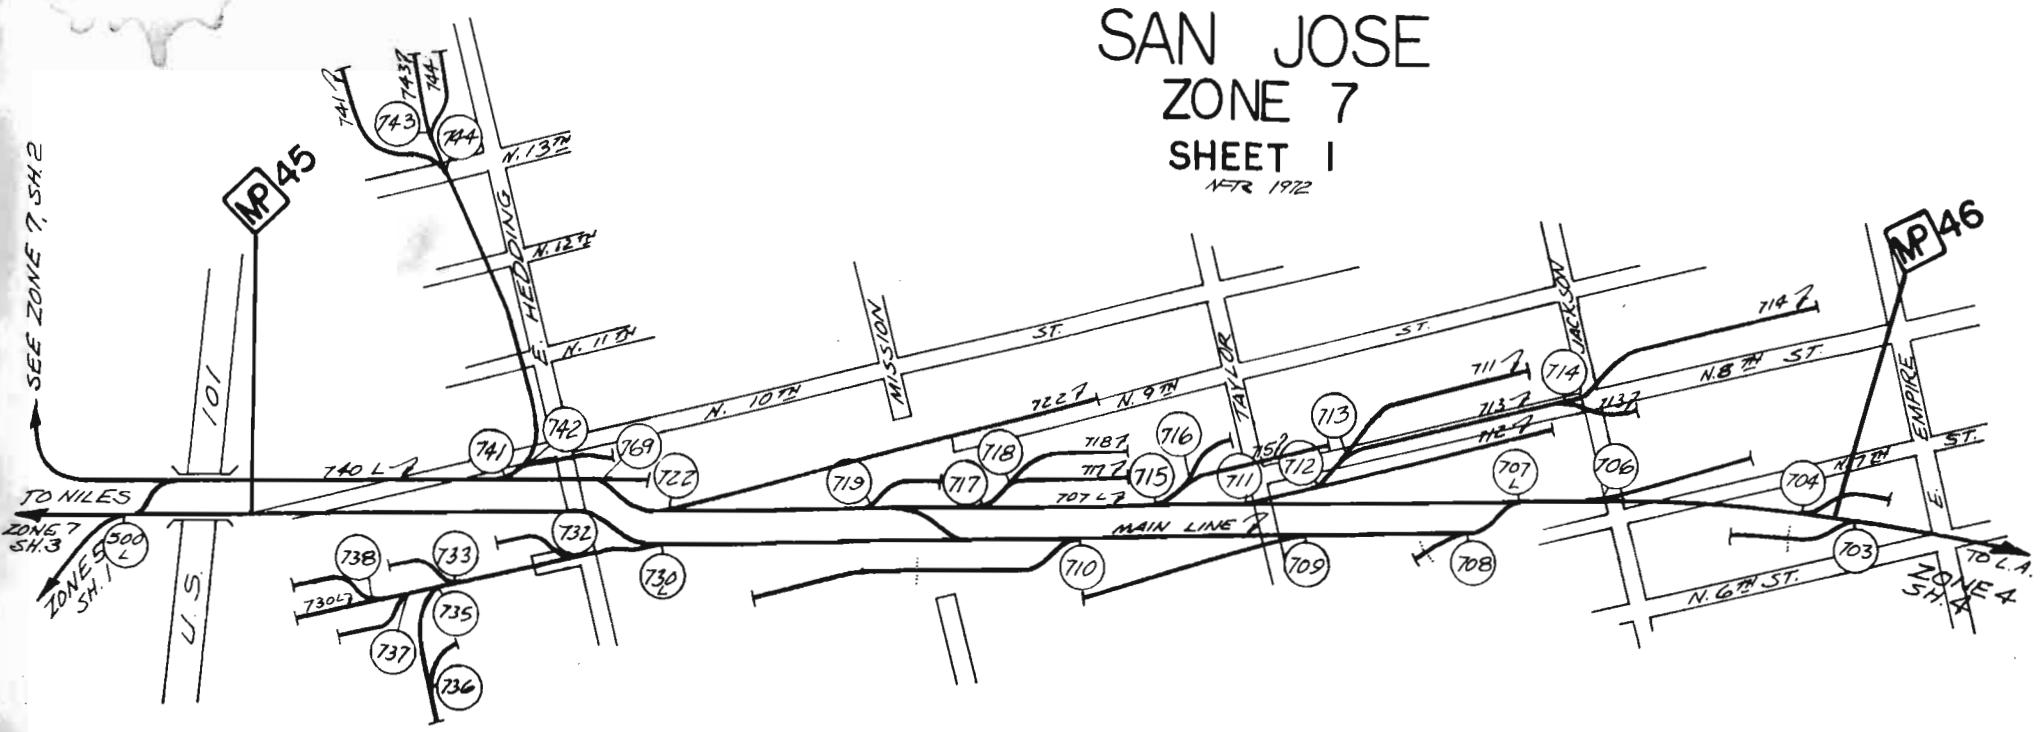 SAN JOSE
ZONE 7
SHEET 1
NFR 1972
SEE ZONE 7, SH.2
MP 45
MP 46
741
743
744
743
744
N. 13TH
N. 12TH
N. 11TH
E. HEDDING
N. 10TH ST.
MISSION
TAYLOR
JACKSON
N. 9TH ST.
N. 8TH ST.
EMPIRE E.
N. 7TH ST.
N. 6TH ST.
U.S. 101
740 L
741
742
769
722
722
719
717
718
718
717
716
715
715
711
712
713
711
713
712
714
714
713
707 L
707 L
706
704
703
MAIN LINE
708
709
710
730 L
732
733
738
730 L
735
737
736
TO NILES
ZONE 7
SH.3
500 L
ZONE 5
SH. 1
TO L.A.
ZONE 4
SH. 4